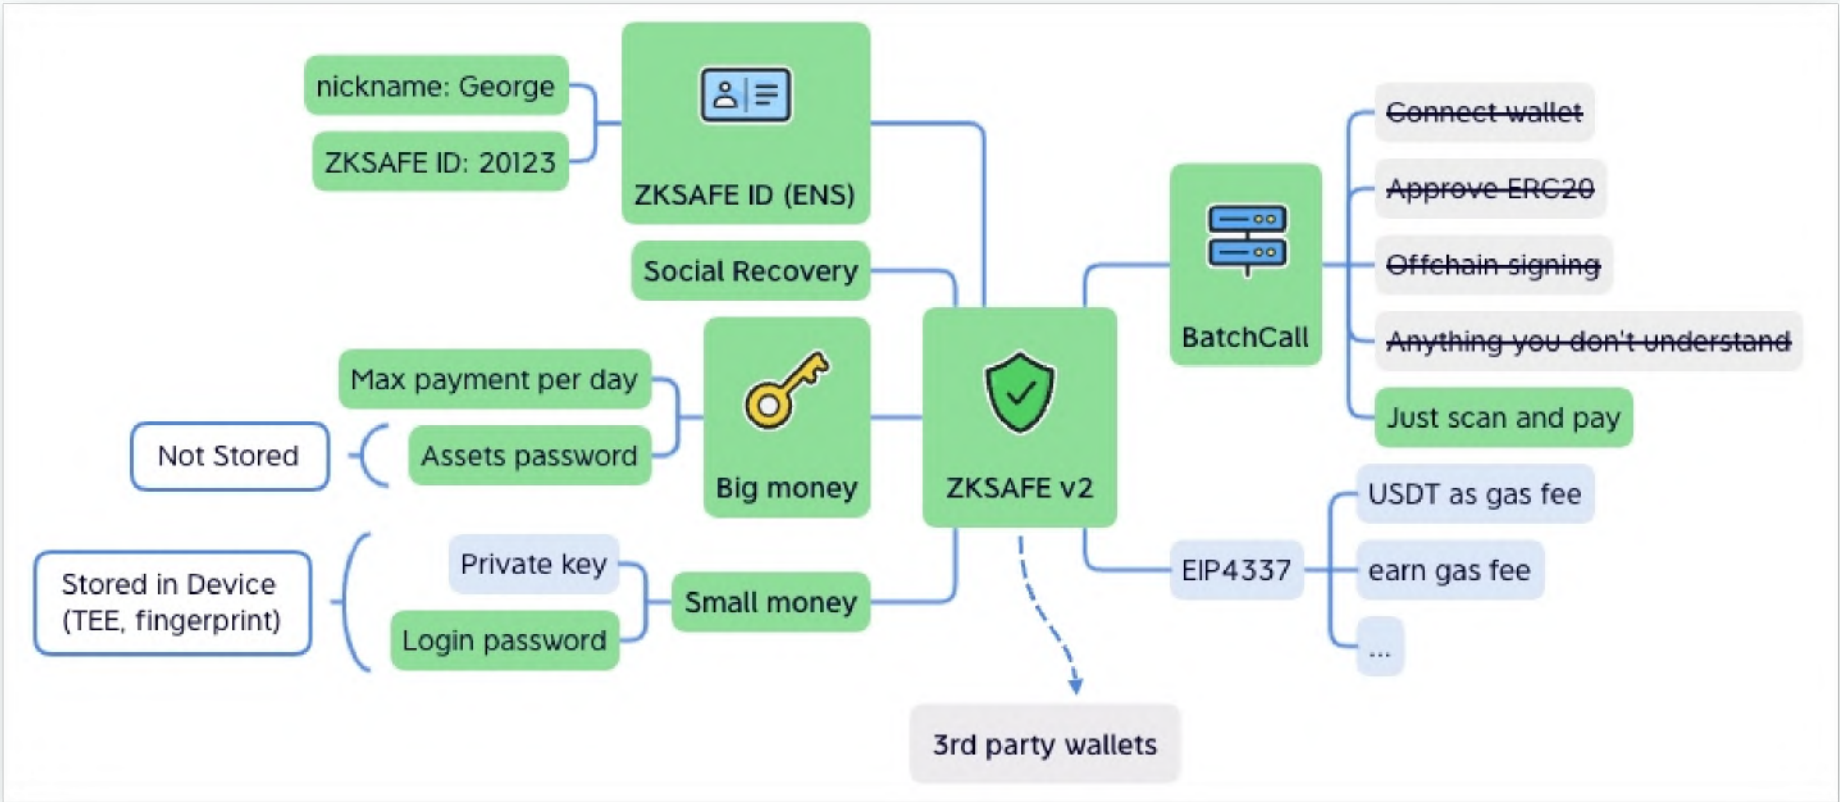 nickname: George
ZKSAFE ID: 20123
ZKSAFE ID (ENS)
Social Recovery
Max payment per day
Not Stored
Assets password
Big money
Stored in Device
(TEE, fingerprint)
Private key
Login password
Small money
ZKSAFE v2
3rd party wallets
BatchCall
Connect wallet
Approve ERC20
Offchain signing
Anything you don't understand
Just scan and pay
EIP4337
USDT as gas fee
earn gas fee
...